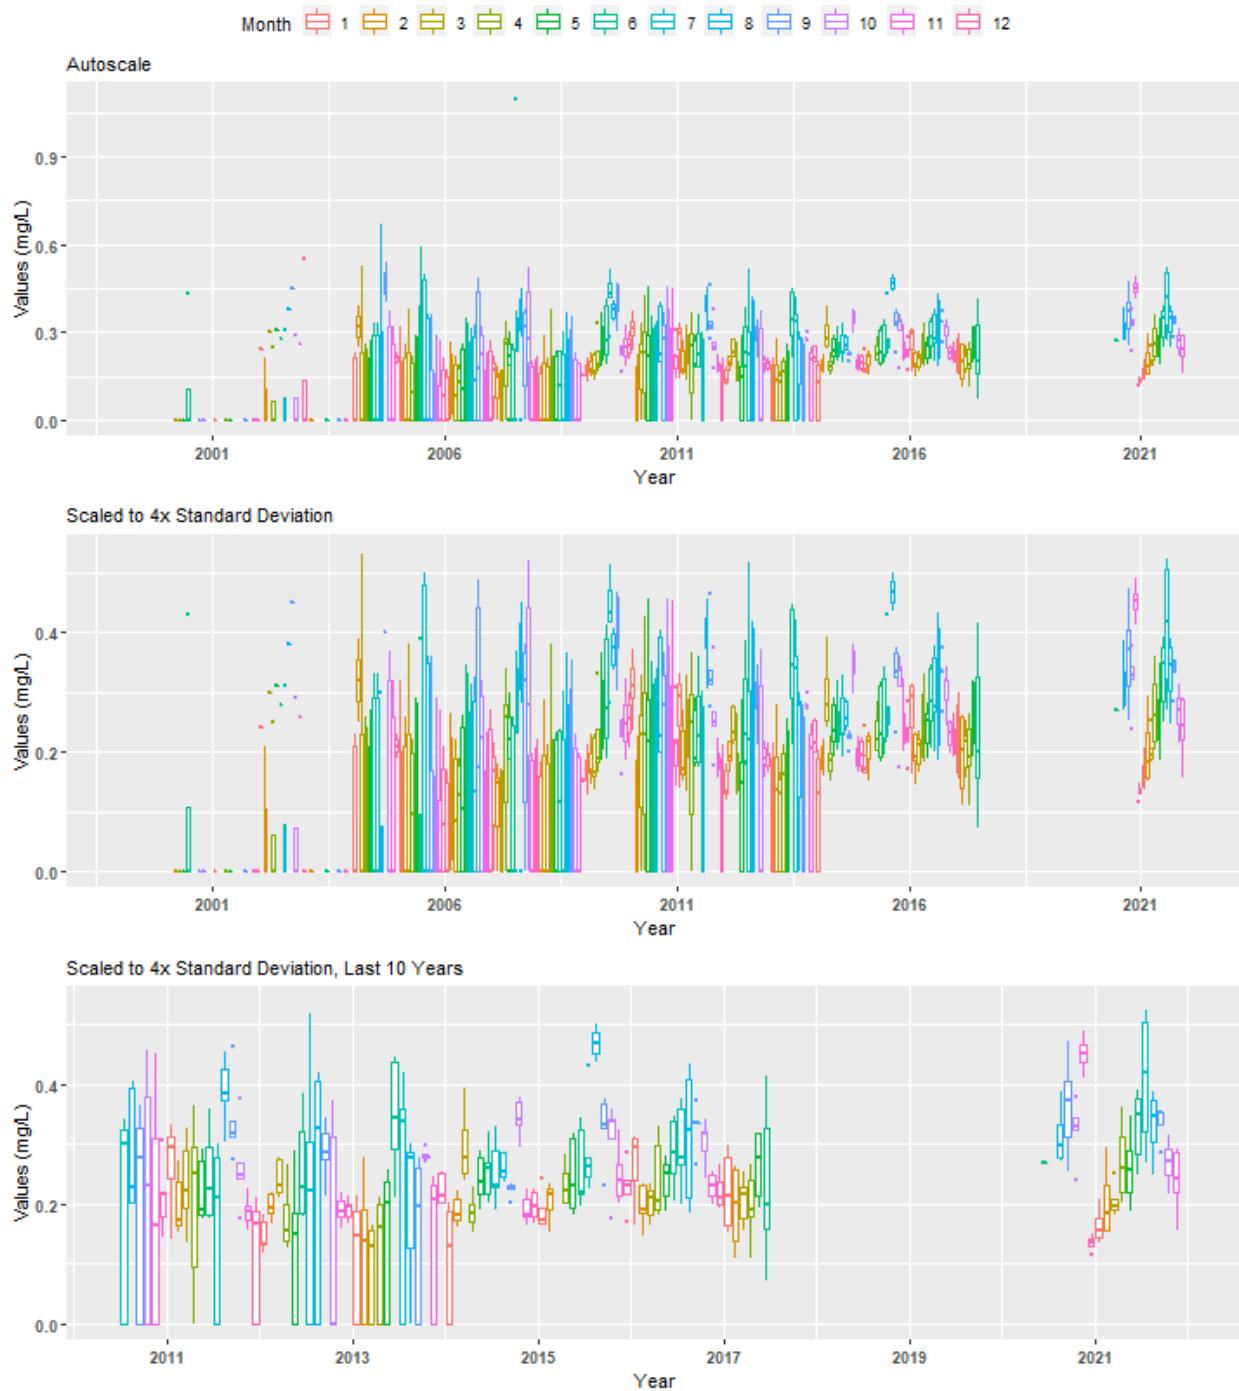 Month 1 2 3 4 5 6 7 8 9 10 11 12
Autoscale
Values (mg/L)
0.9
0.6
0.3
0.0
2001 2006 2011 2016 2021
Year
Scaled to 4x Standard Deviation
Values (mg/L)
0.4
0.2
0.0
2001 2006 2011 2016 2021
Year
Scaled to 4x Standard Deviation, Last 10 Years
Values (mg/L)
0.4
0.2
0.0
2011 2013 2015 2017 2019 2021
Year